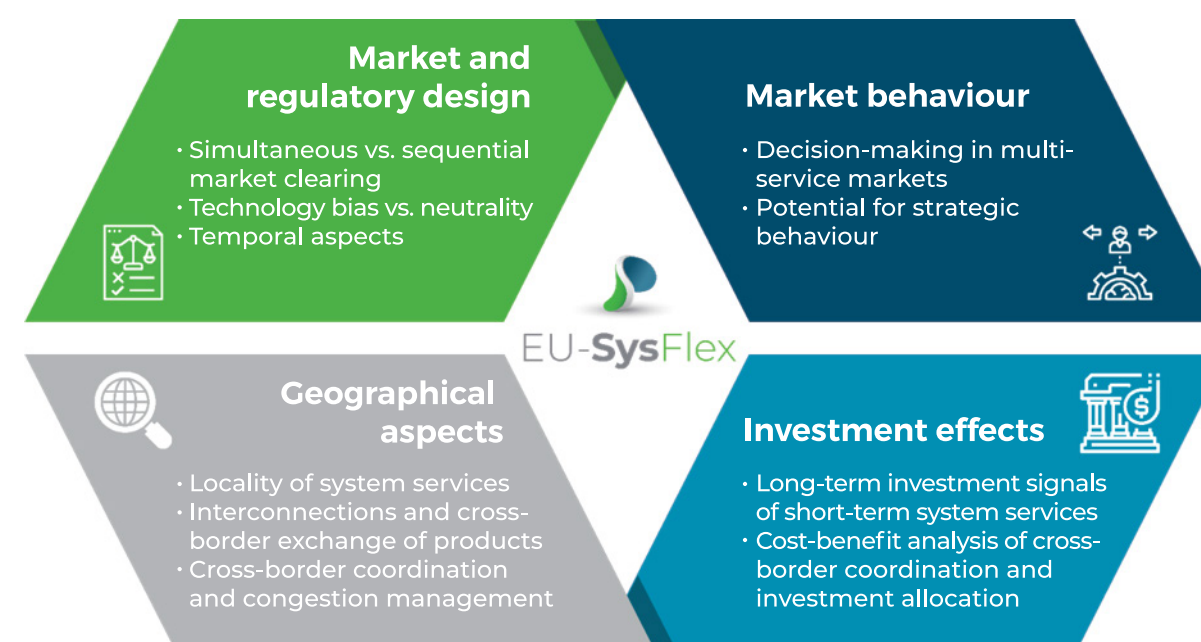 Market and
regulatory design
• Simultaneous vs. sequential
market clearing
• Technology bias vs. neutrality
• Temporal aspects
Market behaviour
• Decision-making in multi-
service markets
• Potential for strategic
behaviour
EU-SysFlex
Geographical
aspects
• Locality of system services
• Interconnections and cross-
border exchange of products
• Cross-border coordination
and congestion management
Investment effects
$
• Long-term investment signals
of short-term system services
• Cost-benefit analysis of cross-
border coordination and
investment allocation